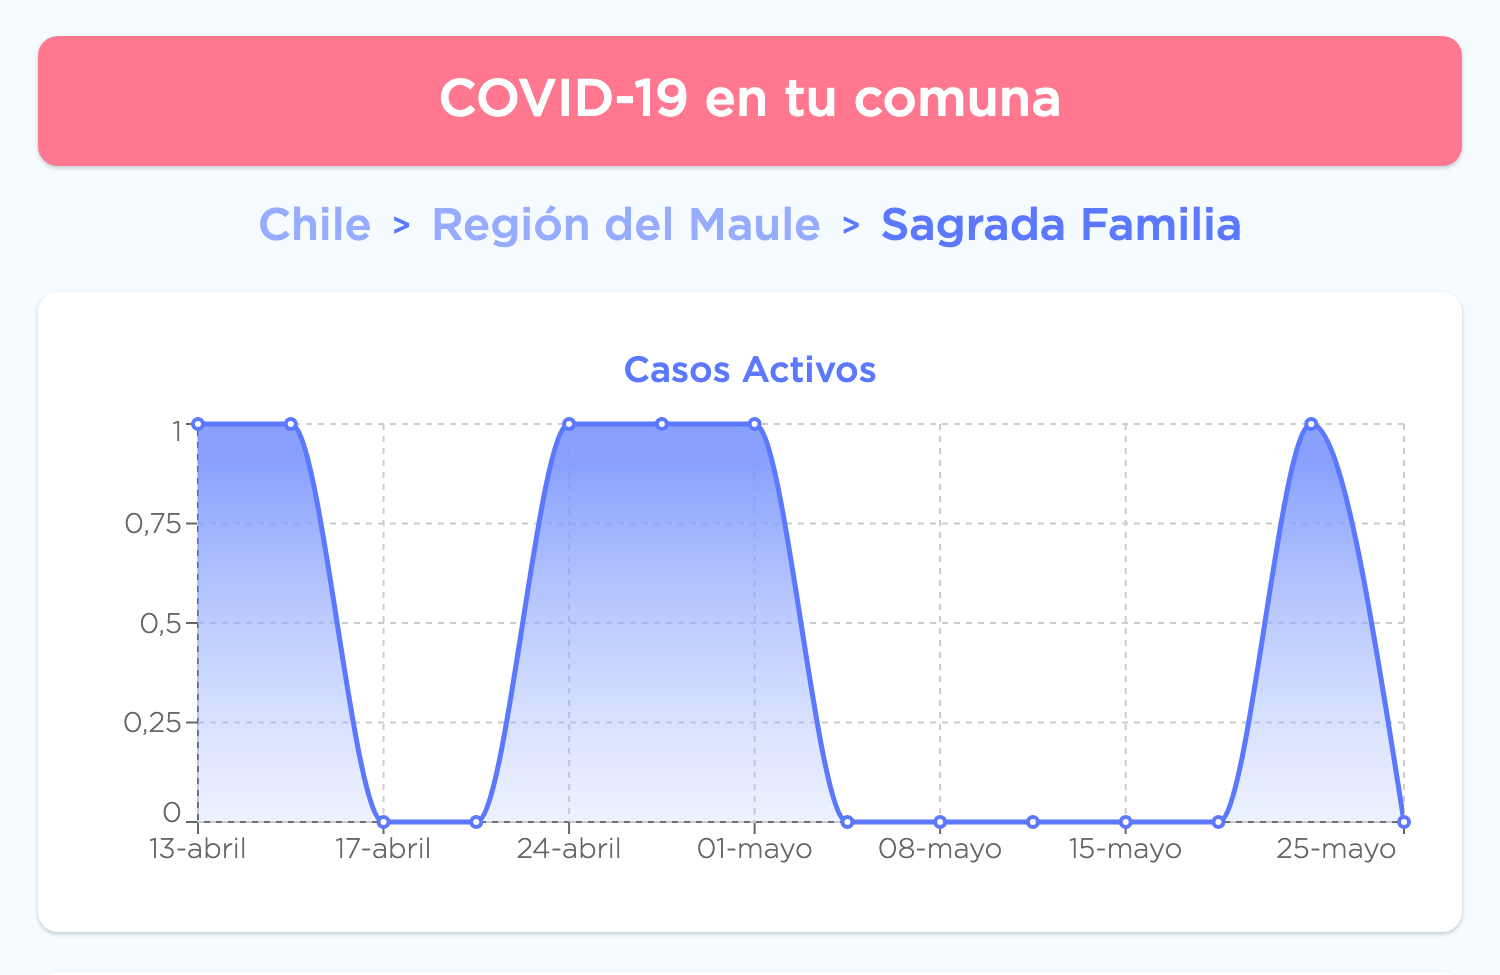 COVID-19 en tu comuna
Chile > Región del Maule > Sagrada Familia
Casos Activos
1
0,75
0,5
0,25
0
13-abril 17-abril 24-abril 01-mayo 08-mayo 15-mayo 25-mayo